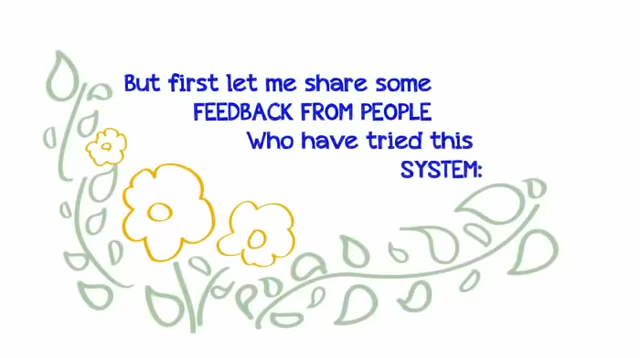 But first let me share some
FEEDBACK FROM PEOPLE
Who have tried this
SYSTEM: